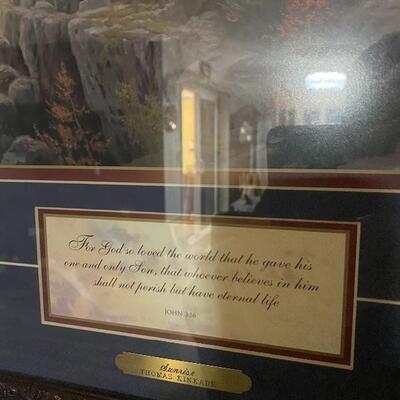 For God so loved the world that he gave his
one and only Son, that whoever believes in him
shall not perish but have eternal life
JOHN 3:16
Sunrise
THOMAS KINKADE